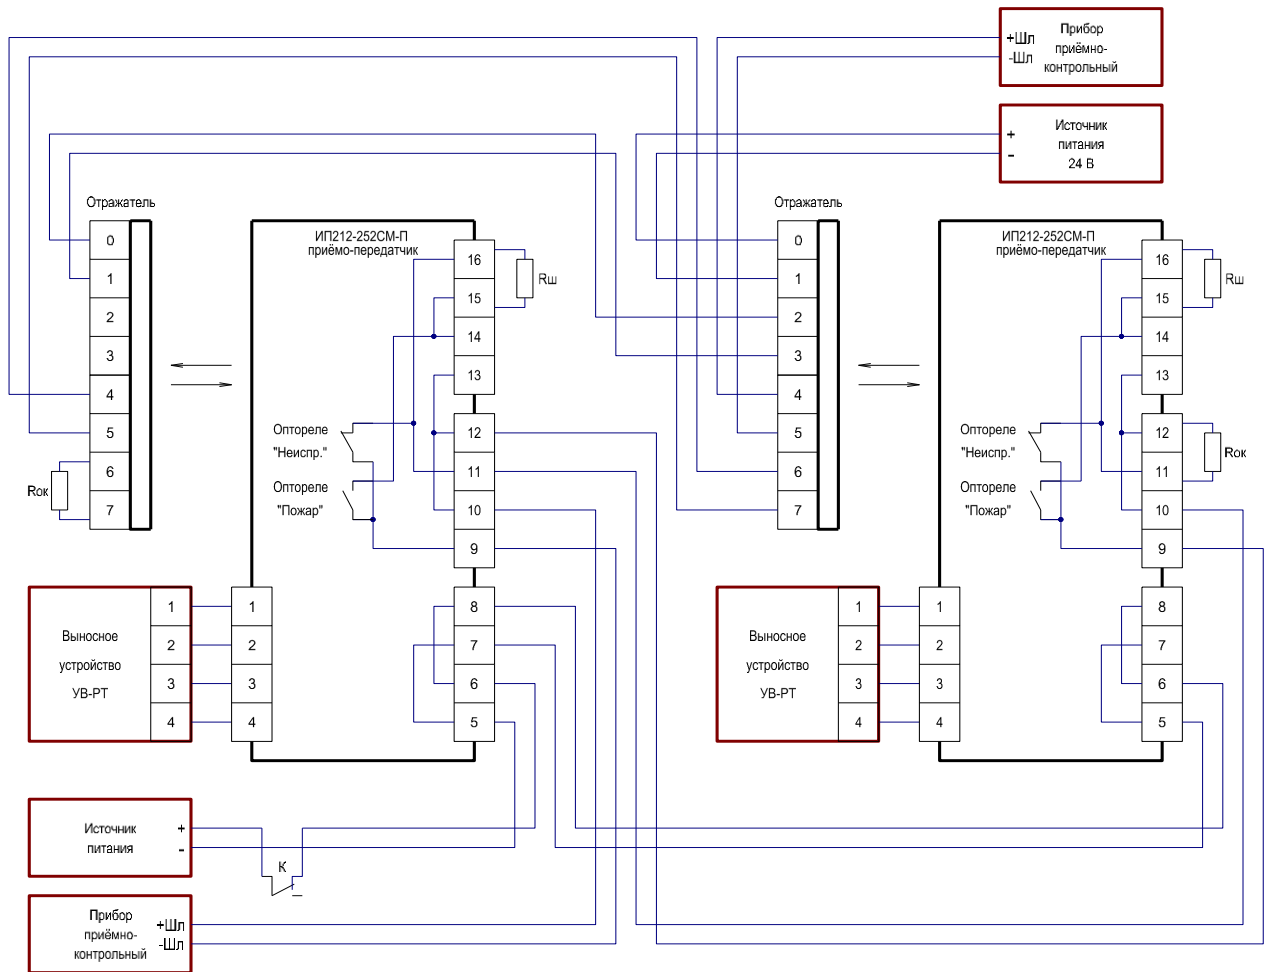 +Шл
-Шл
Прибор
приёмно-
контрольный
+
-
Источник
питания
24 В
Отражатель
0
1
2
3
4
5
6
7
Rок
ИП212-252СМ-П
приёмо-передатчик
16
15
14
13
12
11
10
9
8
7
6
5
Rш
Оптореле
"Неиспр."
Оптореле
"Пожар"
Выносное
устройство
УВ-РТ
1
2
3
4
1
2
3
4
Отражатель
0
1
2
3
4
5
6
7
ИП212-252СМ-П
приёмо-передатчик
16
15
14
13
12
11
10
9
8
7
6
5
Rш
Rок
Оптореле
"Неиспр."
Оптореле
"Пожар"
Выносное
устройство
УВ-РТ
1
2
3
4
1
2
3
4
Источник
питания
+
-
К
Прибор
приёмно-
контрольный
+Шл
-Шл